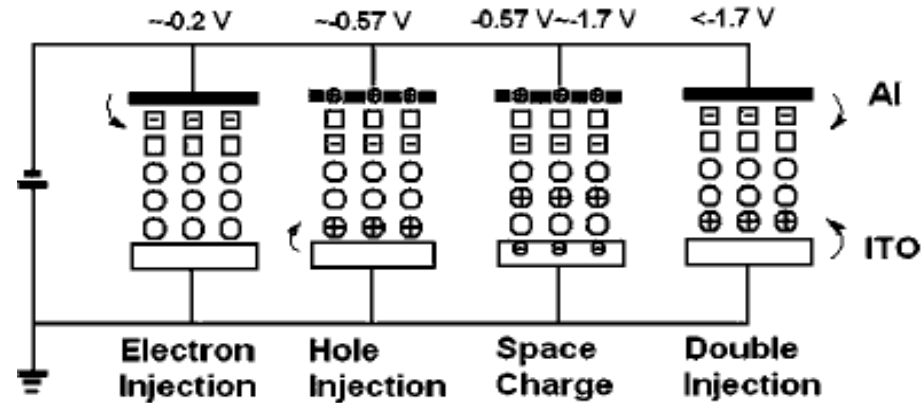 ~-0.2 V ~-0.57 V -0.57 V~-1.7 V <-1.7 V
Al
ITO
Electron Hole Space Double
Injection Injection Charge Injection